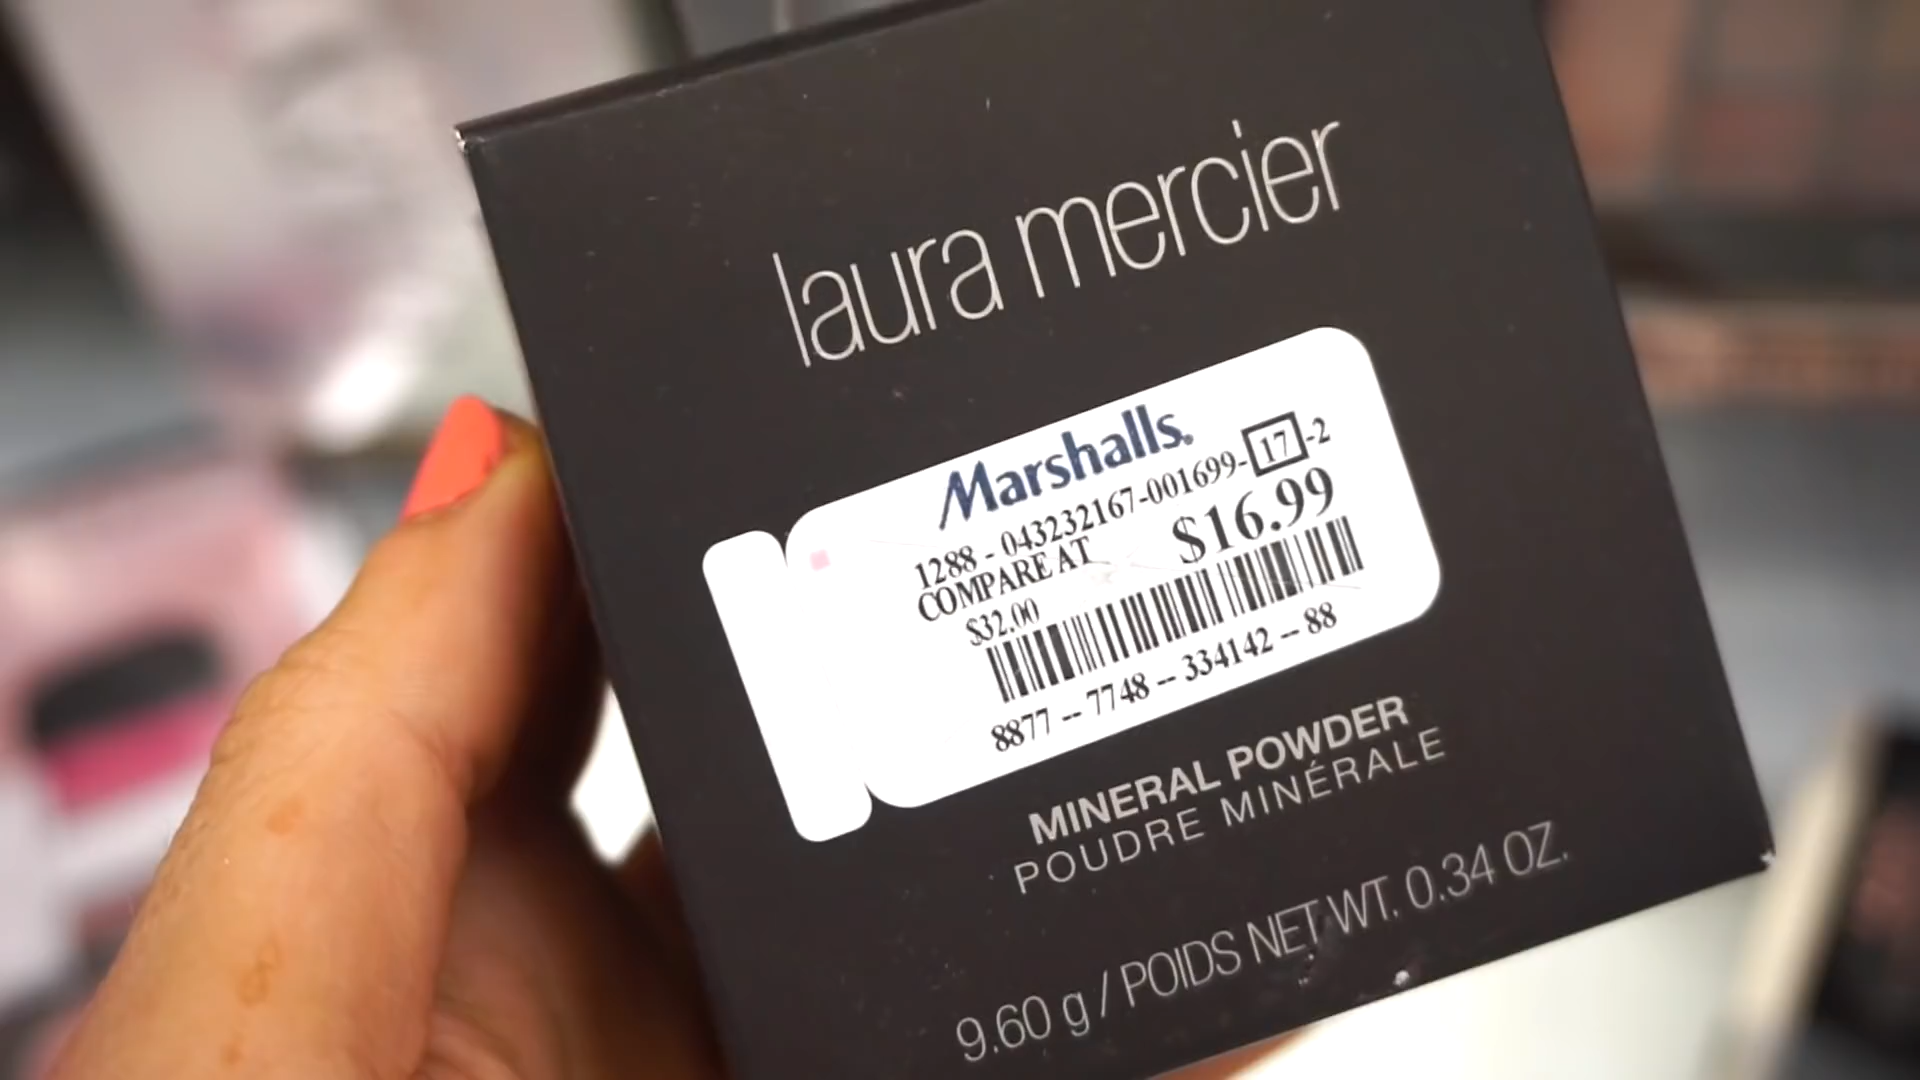 laura mercier
Marshalls.
1288 - 043232167-001699-17-2
COMPARE AT $16.99
$32.00
8877 -- 7748 -- 334142 -- 88
MINERAL POWDER
POUDRE MINÉRALE
9.60 g / POIDS NET WT. 0.34 OZ.